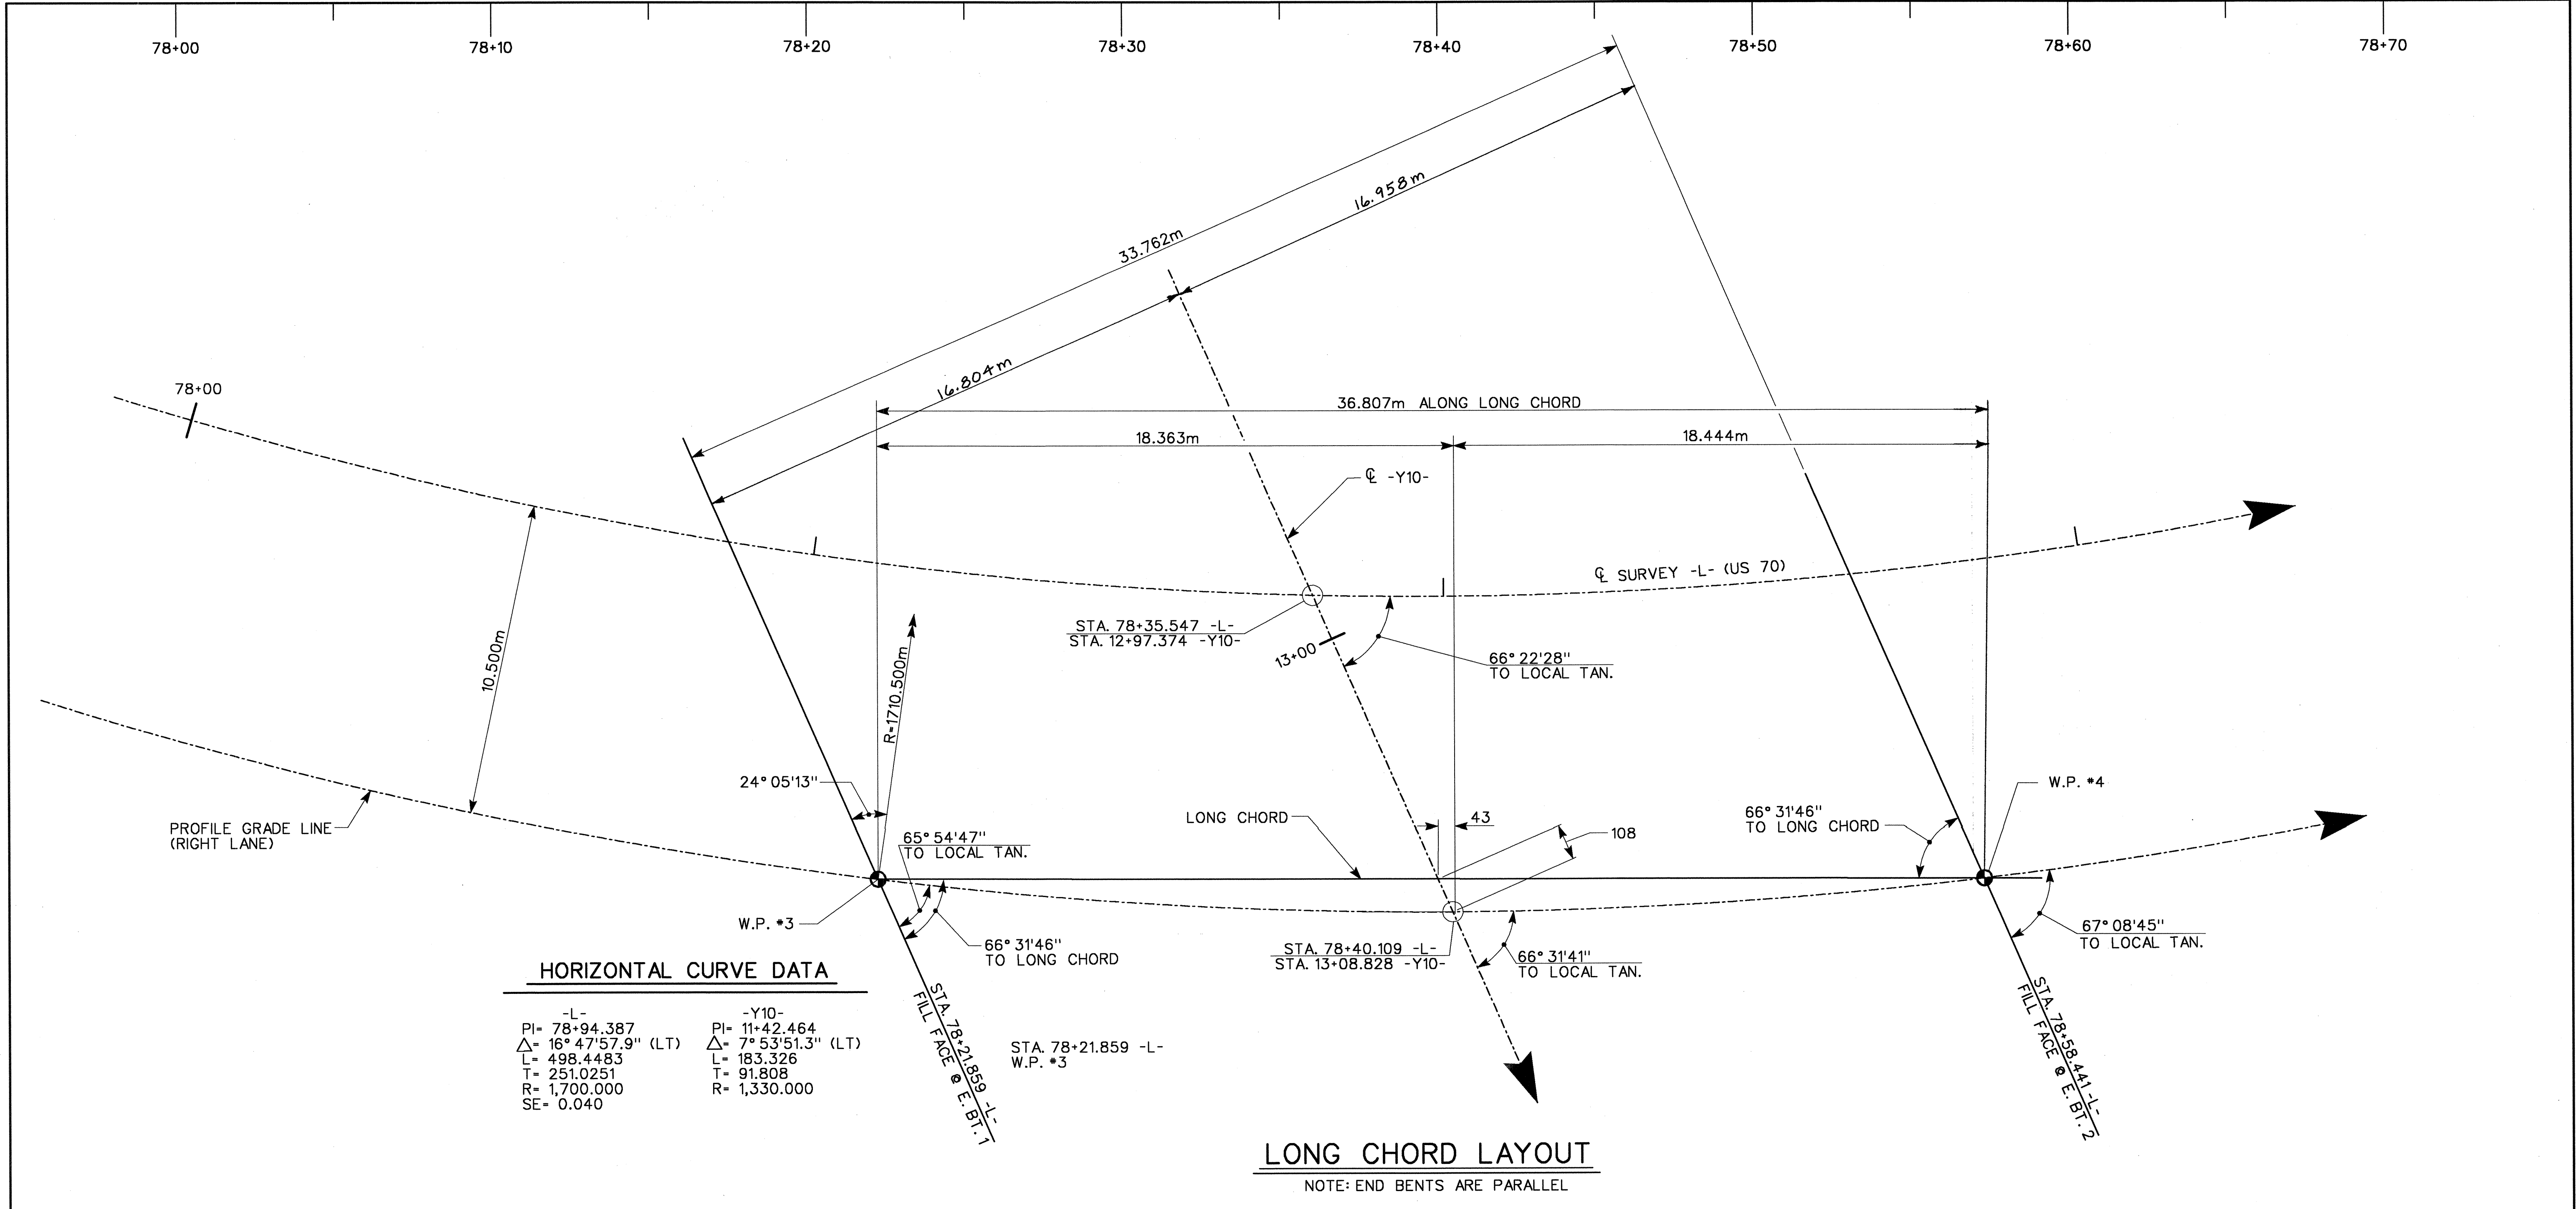 78+00 78+10 78+20 78+30 78+40 78+50 78+60 78+70
33.762m
16.958m
16.804m
78+00
36.807m ALONG LONG CHORD
18.363m 18.444m
℄ -Y10-
℄ SURVEY -L- (US 70)
10.500m
STA. 78+35.547 -L-
STA. 12+97.374 -Y10-
13+00
66° 22'28"
TO LOCAL TAN.
R=1710.500m
24° 05'13"
PROFILE GRADE LINE
(RIGHT LANE)
65° 54'47"
TO LOCAL TAN.
LONG CHORD
43
108
66° 31'46"
TO LONG CHORD
W.P. #4
W.P. #3
66° 31'46"
TO LONG CHORD
STA. 78+40.109 -L-
STA. 13+08.828 -Y10-
66° 31'41"
TO LOCAL TAN.
67° 08'45"
TO LOCAL TAN.
HORIZONTAL CURVE DATA
-L- -Y10-
PI= 78+94.387 PI= 11+42.464
△= 16° 47'57.9" (LT) △= 7° 53'51.3" (LT)
L= 498.4483 L= 183.326
T= 251.0251 T= 91.808
R= 1,700.000 R= 1,330.000
SE= 0.040
STA. 78+21.859 -L-
FILL FACE @ E. BT. 1
STA. 78+21.859 -L-
W.P. #3
STA. 78+58.441 -L-
FILL FACE @ E. BT. 2
LONG CHORD LAYOUT
NOTE: END BENTS ARE PARALLEL